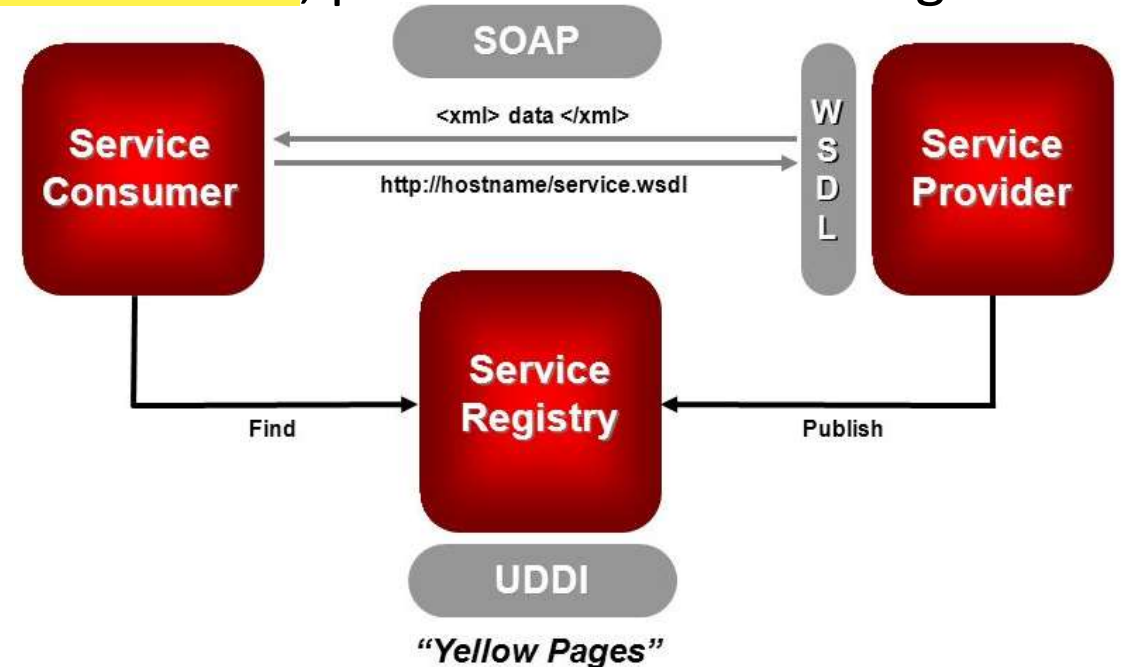 SOAP
Service
Consumer
<xml> data </xml>
http://hostname/service.wsdl
W
S
D
L
Service
Provider
Service
Registry
Find
Publish
UDDI
"Yellow Pages"